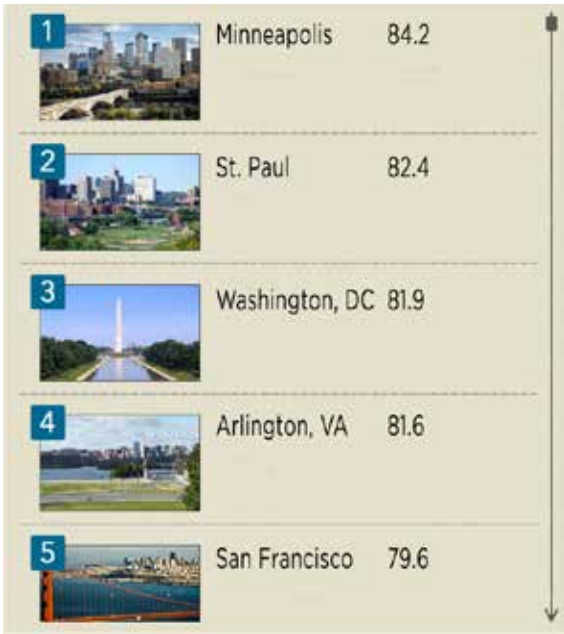 1 Minneapolis 84.2
2 St. Paul 82.4
3 Washington, DC 81.9
4 Arlington, VA 81.6
5 San Francisco 79.6